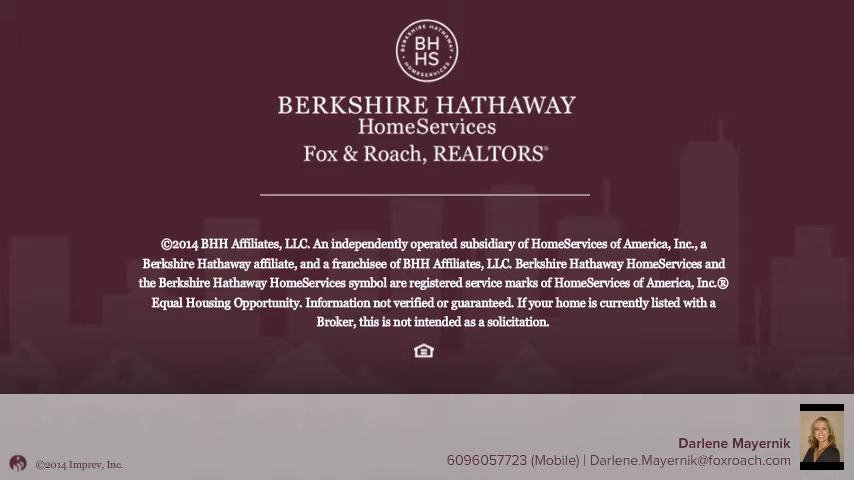 BERKSHIRE HATHAWAY
HOMESERVICES
BH
HS
BERKSHIRE HATHAWAY
HomeServices
Fox & Roach, REALTORS®
©2014 BHH Affiliates, LLC. An independently operated subsidiary of HomeServices of America, Inc., a
Berkshire Hathaway affiliate, and a franchisee of BHH Affiliates, LLC. Berkshire Hathaway HomeServices and
the Berkshire Hathaway HomeServices symbol are registered service marks of HomeServices of America, Inc.®
Equal Housing Opportunity. Information not verified or guaranteed. If your home is currently listed with a
Broker, this is not intended as a solicitation.
Darlene Mayernik
6096057723 (Mobile) | Darlene.Mayernik@foxroach.com
©2014 Imprev, Inc.